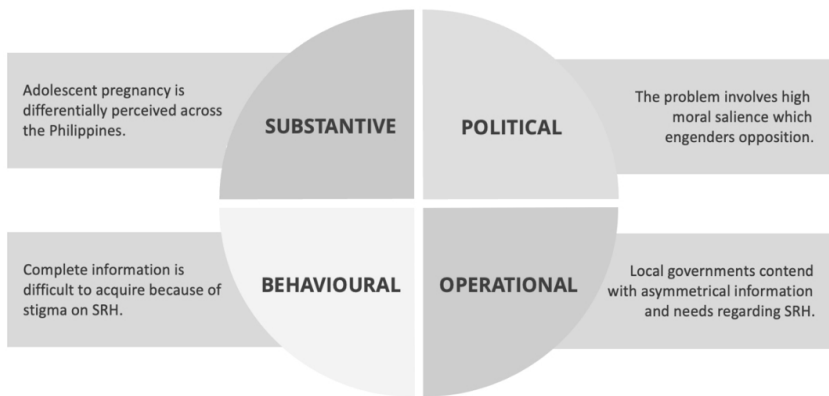 Adolescent pregnancy is
differentially perceived across
the Philippines.
SUBSTANTIVE
POLITICAL
The problem involves high
moral salience which
engenders opposition.
Complete information is
difficult to acquire because of
stigma on SRH.
BEHAVIOURAL
OPERATIONAL
Local governments contend
with asymmetrical information
and needs regarding SRH.